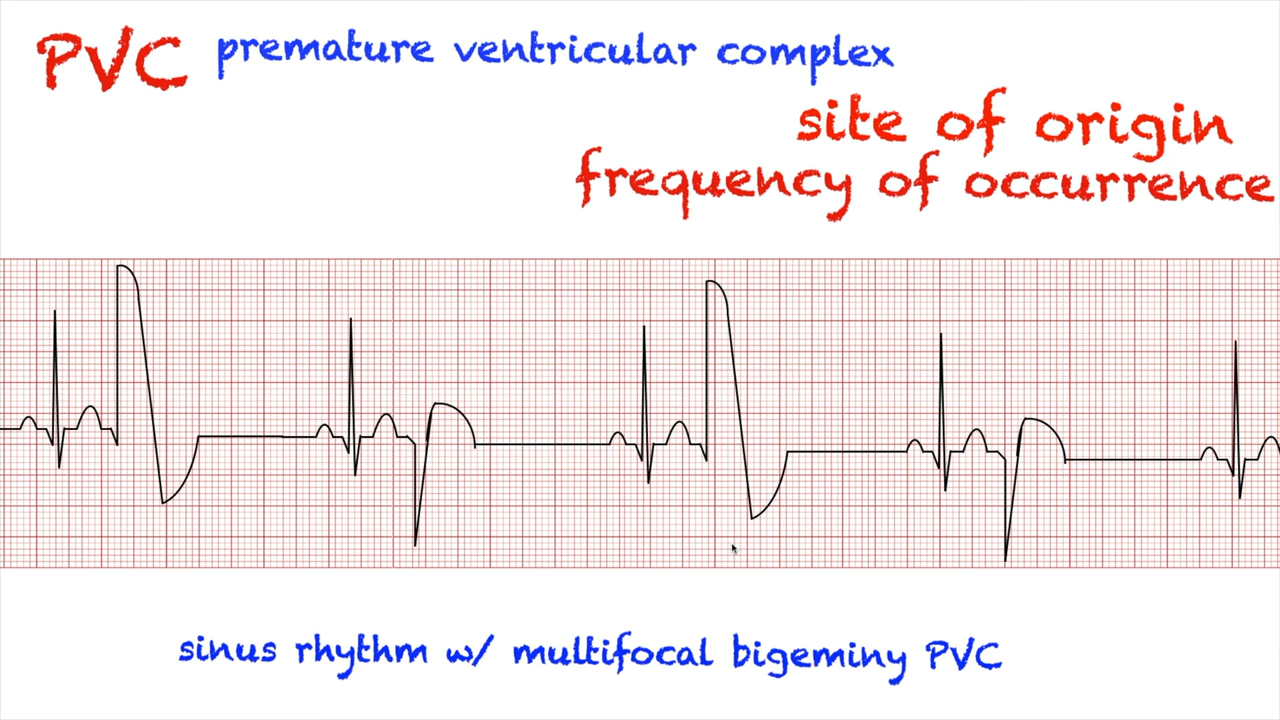 PVC premature ventricular complex
site of origin
frequency of occurrence
sinus rhythm w/ multifocal bigeminy PVC